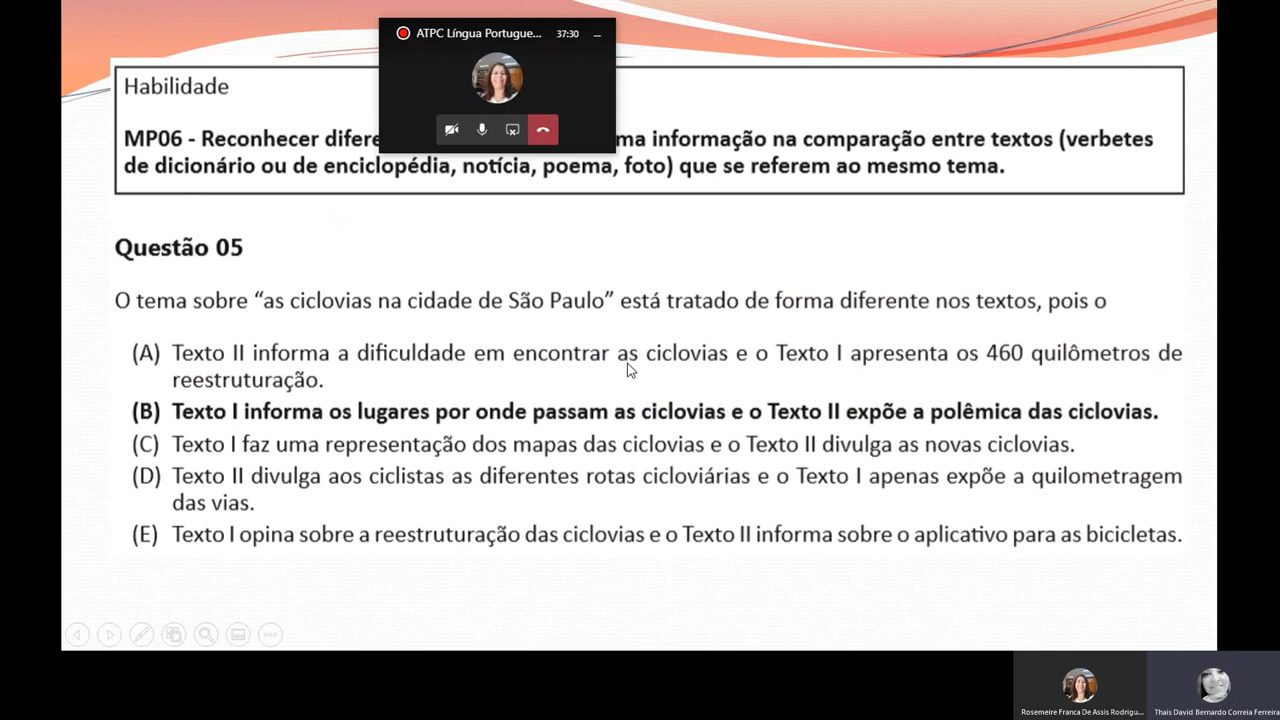 ATPC Língua Portugue... 37:30
Habilidade
MP06 - Reconhecer difere ma informação na comparação entre textos (verbetes
de dicionário ou de enciclopédia, notícia, poema, foto) que se referem ao mesmo tema.
Questão 05
O tema sobre “as ciclovias na cidade de São Paulo” está tratado de forma diferente nos textos, pois o
(A) Texto II informa a dificuldade em encontrar as ciclovias e o Texto I apresenta os 460 quilômetros de
reestruturação.
(B) Texto I informa os lugares por onde passam as ciclovias e o Texto II expõe a polêmica das ciclovias.
(C) Texto I faz uma representação dos mapas das ciclovias e o Texto II divulga as novas ciclovias.
(D) Texto II divulga aos ciclistas as diferentes rotas cicloviárias e o Texto I apenas expõe a quilometragem
das vias.
(E) Texto I opina sobre a reestruturação das ciclovias e o Texto II informa sobre o aplicativo para as bicicletas.
Rosemeire Franca De Assis Rodrigu... Thais David Bernardo Correia Ferreira